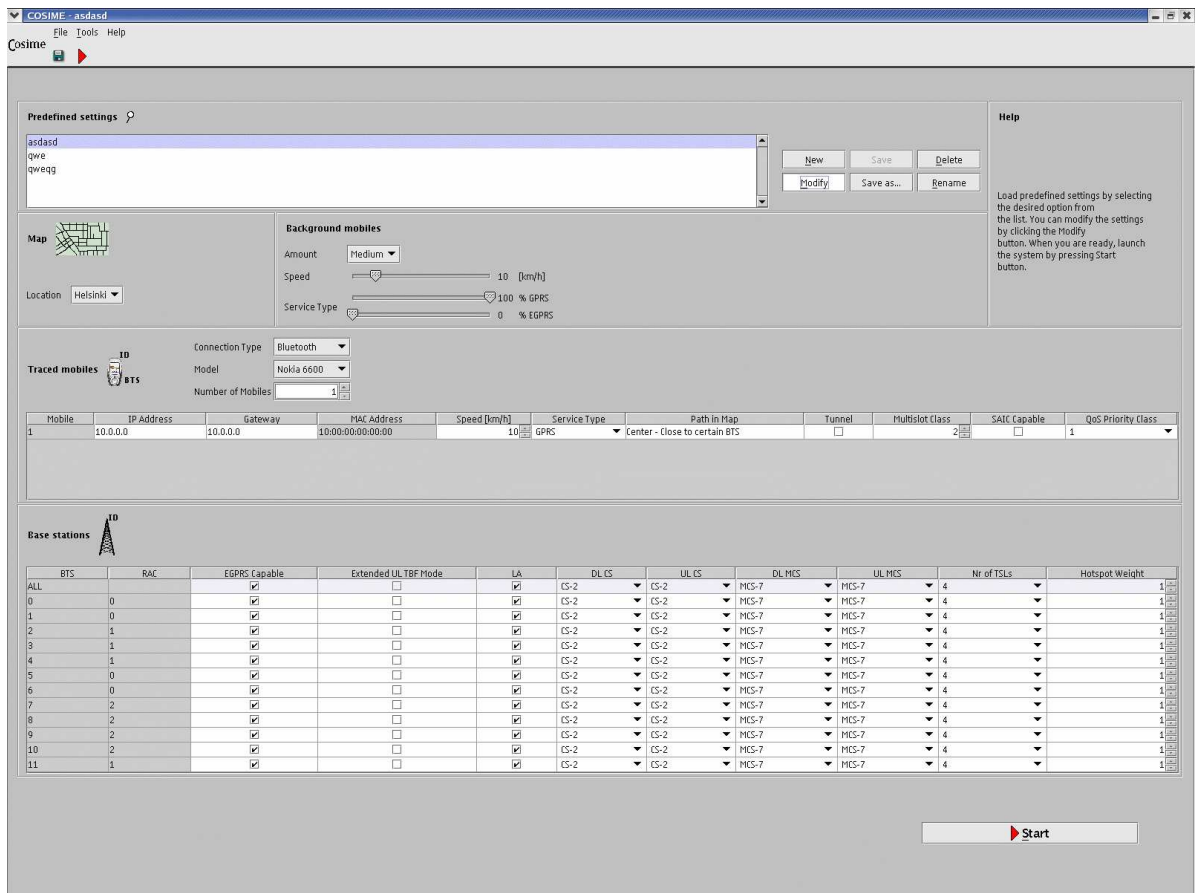 COSIME - asdasd
File Tools Help
Cosime
Predefined settings
asdasd
qwe
qweqg
New Save Delete
Modify Save as... Rename
Help
Load predefined settings by selecting
the desired option from
the list. You can modify the settings
by clicking the Modify
button. When you are ready, launch
the system by pressing Start
button.
Map
Location Helsinki
Background mobiles
Amount Medium
Speed 10 [km/h]
Service Type 100 % GPRS
0 % EGPRS
Traced mobiles ID BTS
Connection Type Bluetooth
Model Nokia 6600
Number of Mobiles 1
Mobile IP Address Gateway MAC Address Speed [km/h] Service Type Path in Map Tunnel Multislot Class SAIC Capable QoS Priority Class
1 10.0.0.0 10.0.0.0 10:00:00:00:00:00 10 GPRS Center - Close to certain BTS 2 1
Base stations ID
BTS RAC EGPRS Capable Extended UL TBF Mode LA DL CS UL CS DL MCS UL MCS Nr of TSLs Hotspot Weight
ALL CS-2 CS-2 MCS-7 MCS-7 4 1
0 0 CS-2 CS-2 MCS-7 MCS-7 4 1
1 0 CS-2 CS-2 MCS-7 MCS-7 4 1
2 1 CS-2 CS-2 MCS-7 MCS-7 4 1
3 1 CS-2 CS-2 MCS-7 MCS-7 4 1
4 1 CS-2 CS-2 MCS-7 MCS-7 4 1
5 0 CS-2 CS-2 MCS-7 MCS-7 4 1
6 0 CS-2 CS-2 MCS-7 MCS-7 4 1
7 2 CS-2 CS-2 MCS-7 MCS-7 4 1
8 2 CS-2 CS-2 MCS-7 MCS-7 4 1
9 2 CS-2 CS-2 MCS-7 MCS-7 4 1
10 2 CS-2 CS-2 MCS-7 MCS-7 4 1
11 1 CS-2 CS-2 MCS-7 MCS-7 4 1
Start